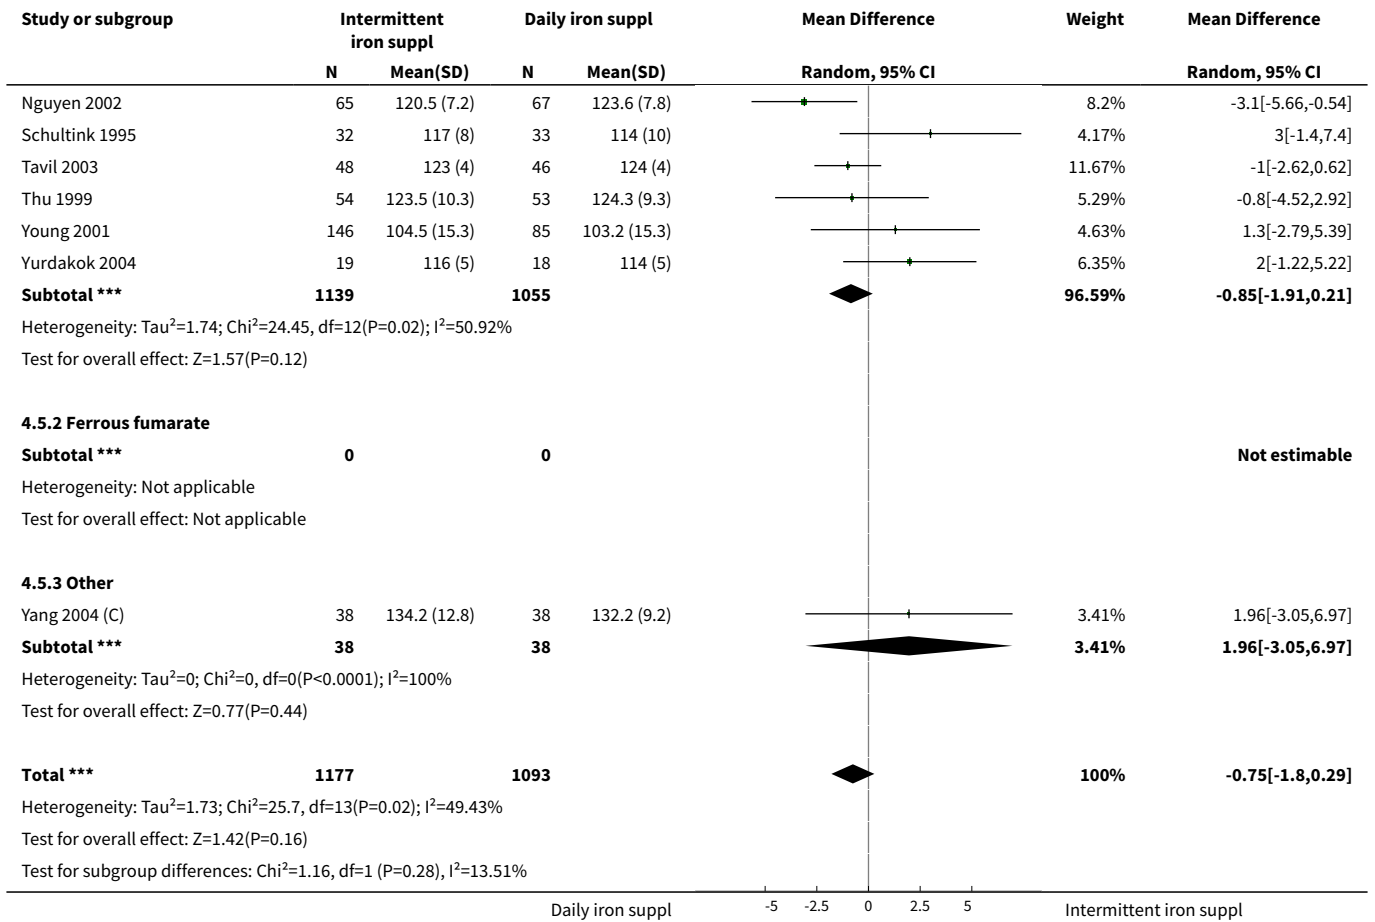 Study or subgroup Intermittent iron suppl Daily iron suppl Mean Difference Weight Mean Difference
N Mean(SD) N Mean(SD) Random, 95% CI Random, 95% CI
Nguyen 2002 65 120.5 (7.2) 67 123.6 (7.8) 8.2% -3.1[-5.66,-0.54]
Schultink 1995 32 117 (8) 33 114 (10) 4.17% 3[-1.4,7.4]
Tavil 2003 48 123 (4) 46 124 (4) 11.67% -1[-2.62,0.62]
Thu 1999 54 123.5 (10.3) 53 124.3 (9.3) 5.29% -0.8[-4.52,2.92]
Young 2001 146 104.5 (15.3) 85 103.2 (15.3) 4.63% 1.3[-2.79,5.39]
Yurdakok 2004 19 116 (5) 18 114 (5) 6.35% 2[-1.22,5.22]
Subtotal *** 1139 1055 96.59% -0.85[-1.91,0.21]
Heterogeneity: Tau²=1.74; Chi²=24.45, df=12(P=0.02); I²=50.92%
Test for overall effect: Z=1.57(P=0.12)
4.5.2 Ferrous fumarate
Subtotal *** 0 0 Not estimable
Heterogeneity: Not applicable
Test for overall effect: Not applicable
4.5.3 Other
Yang 2004 (C) 38 134.2 (12.8) 38 132.2 (9.2) 3.41% 1.96[-3.05,6.97]
Subtotal *** 38 38 3.41% 1.96[-3.05,6.97]
Heterogeneity: Tau²=0; Chi²=0, df=0(P<0.0001); I²=100%
Test for overall effect: Z=0.77(P=0.44)
Total *** 1177 1093 100% -0.75[-1.8,0.29]
Heterogeneity: Tau²=1.73; Chi²=25.7, df=13(P=0.02); I²=49.43%
Test for overall effect: Z=1.42(P=0.16)
Test for subgroup differences: Chi²=1.16, df=1 (P=0.28), I²=13.51%
Daily iron suppl -5 -2.5 0 2.5 5 Intermittent iron suppl